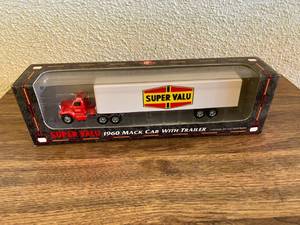 SUPER VALU
SUPER VALU 1960 MACK CAB WITH TRAILER